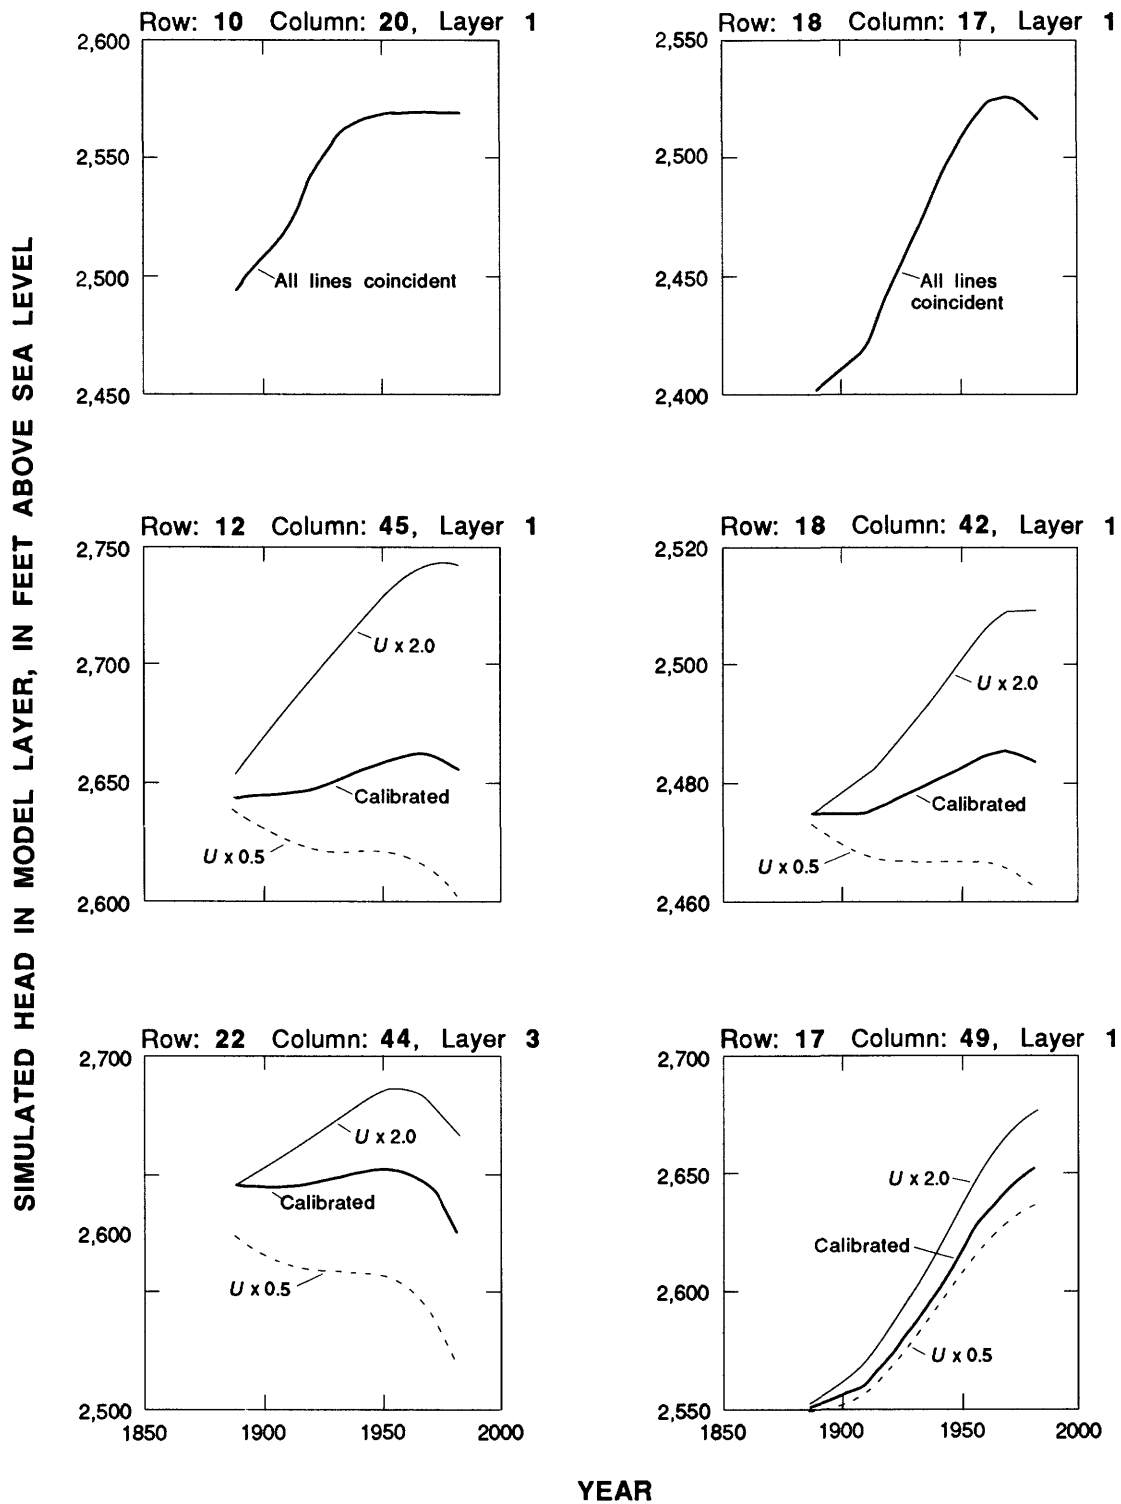 SIMULATED HEAD IN MODEL LAYER, IN FEET ABOVE SEA LEVEL
Row: 10 Column: 20, Layer 1
2,600
2,550
2,500
2,450
All lines coincident
Row: 18 Column: 17, Layer 1
2,550
2,500
2,450
2,400
All lines
coincident
Row: 12 Column: 45, Layer 1
2,750
2,700
2,650
2,600
U x 2.0
Calibrated
U x 0.5
Row: 18 Column: 42, Layer 1
2,520
2,500
2,480
2,460
U x 2.0
Calibrated
U x 0.5
Row: 22 Column: 44, Layer 3
2,700
2,600
2,500
U x 2.0
Calibrated
U x 0.5
1850 1900 1950 2000
Row: 17 Column: 49, Layer 1
2,700
2,650
2,600
2,550
U x 2.0
Calibrated
U x 0.5
1850 1900 1950 2000
YEAR